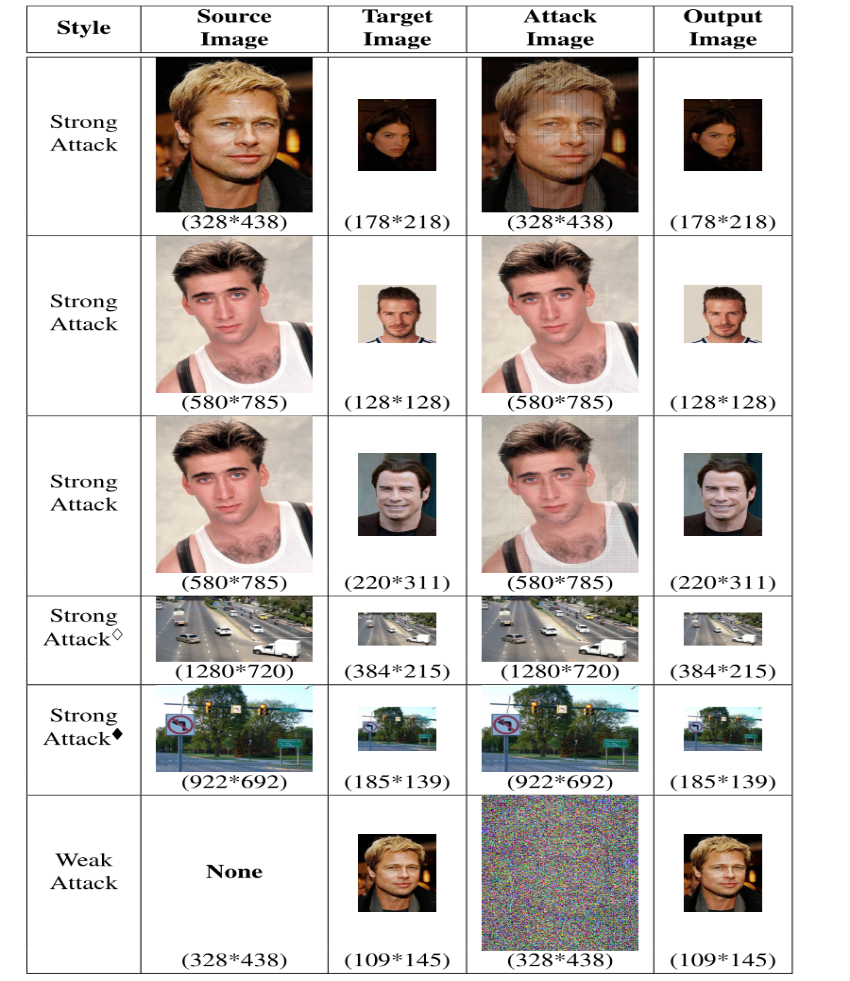 Style
Source Image
Target Image
Attack Image
Output Image
Strong Attack
(328*438)
(178*218)
(328*438)
(178*218)
Strong Attack
(580*785)
(128*128)
(580*785)
(128*128)
Strong Attack
(580*785)
(220*311)
(580*785)
(220*311)
Strong Attack◇
(1280*720)
(384*215)
(1280*720)
(384*215)
Strong Attack♦
(922*692)
(185*139)
(922*692)
(185*139)
Weak Attack
None
(328*438)
(109*145)
(328*438)
(109*145)